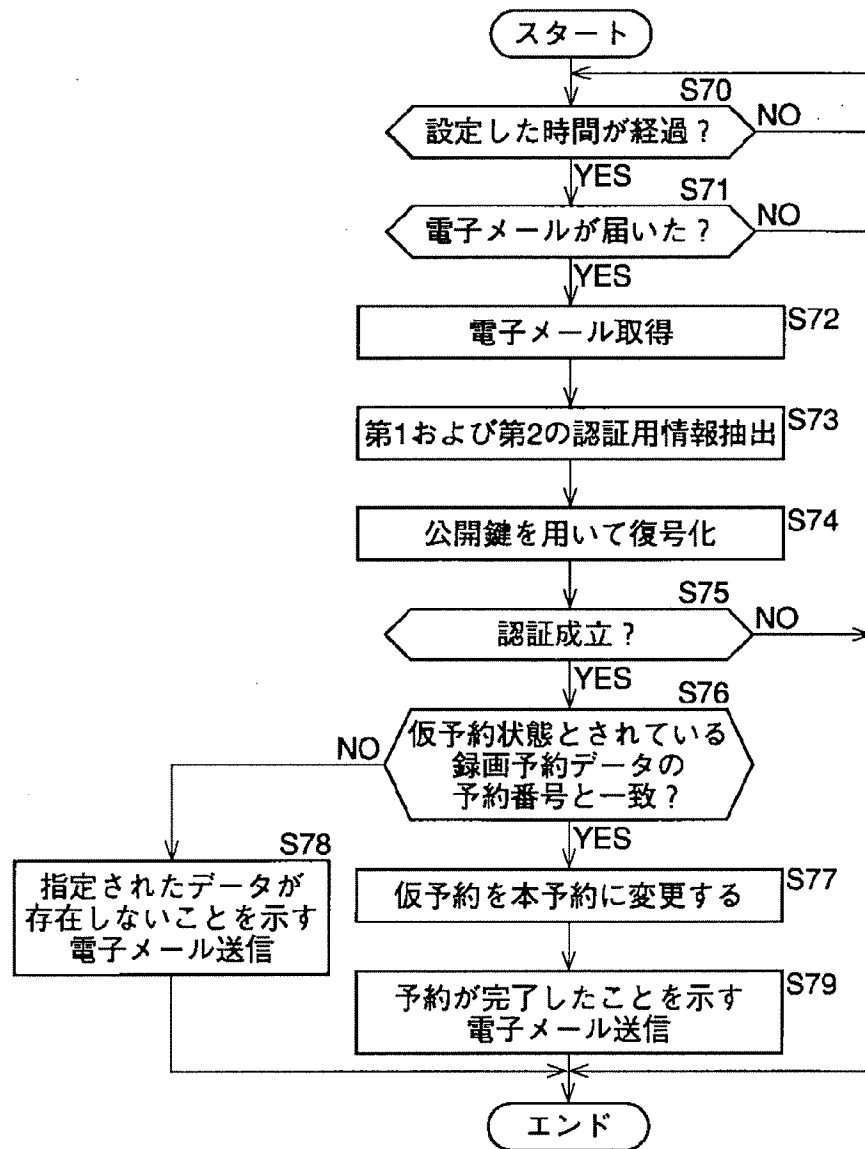 スタート
S70
設定した時間が経過？
NO
YES
S71
電子メールが届いた？
NO
YES
S72
電子メール取得
S73
第1および第2の認証用情報抽出
S74
公開鍵を用いて復号化
S75
認証成立？
NO
YES
S76
仮予約状態とされている
録画予約データの
予約番号と一致？
NO
YES
S78
指定されたデータが
存在しないことを示す
電子メール送信
S77
仮予約を本予約に変更する
S79
予約が完了したことを示す
電子メール送信
エンド